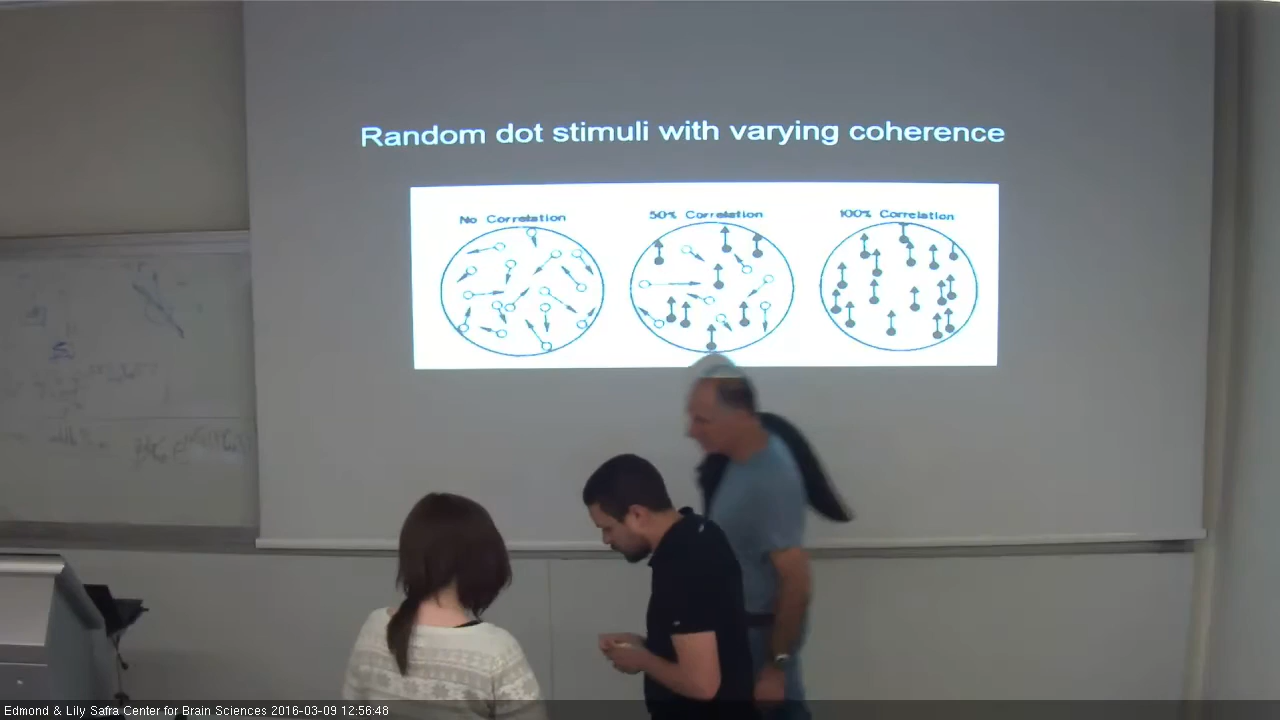 Random dot stimuli with varying coherence
No Correlation
50% Correlation
100% Correlation
Edmond & Lily Safra Center for Brain Sciences 2016-03-09 12:56:48